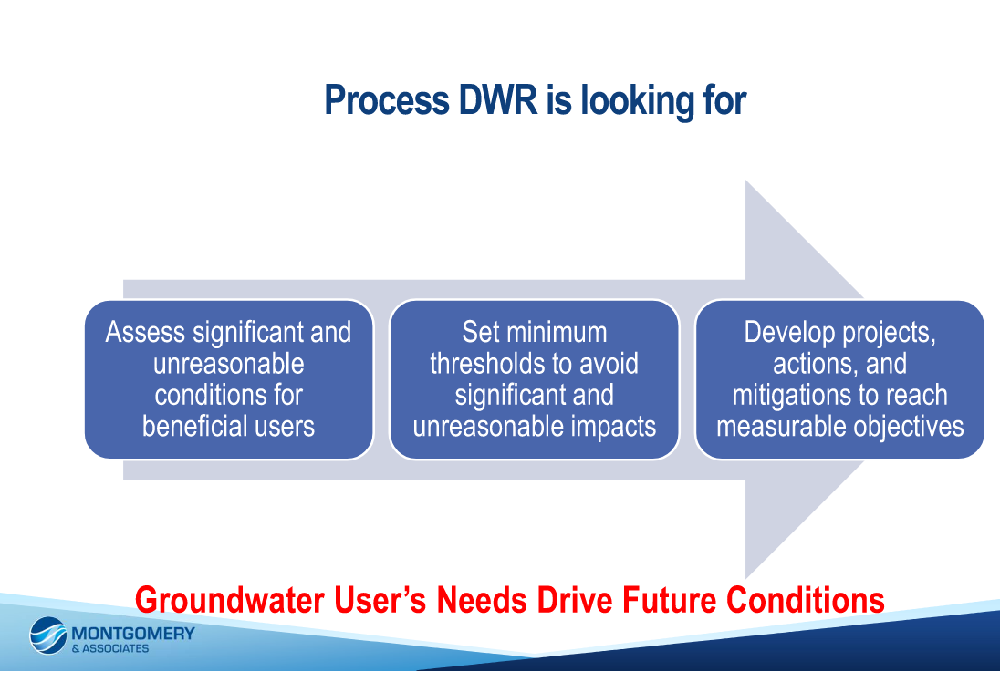 Process DWR is looking for
Assess significant and
unreasonable
conditions for
beneficial users
Set minimum
thresholds to avoid
significant and
unreasonable impacts
Develop projects,
actions, and
mitigations to reach
measurable objectives
Groundwater User’s Needs Drive Future Conditions
MONTGOMERY
& ASSOCIATES